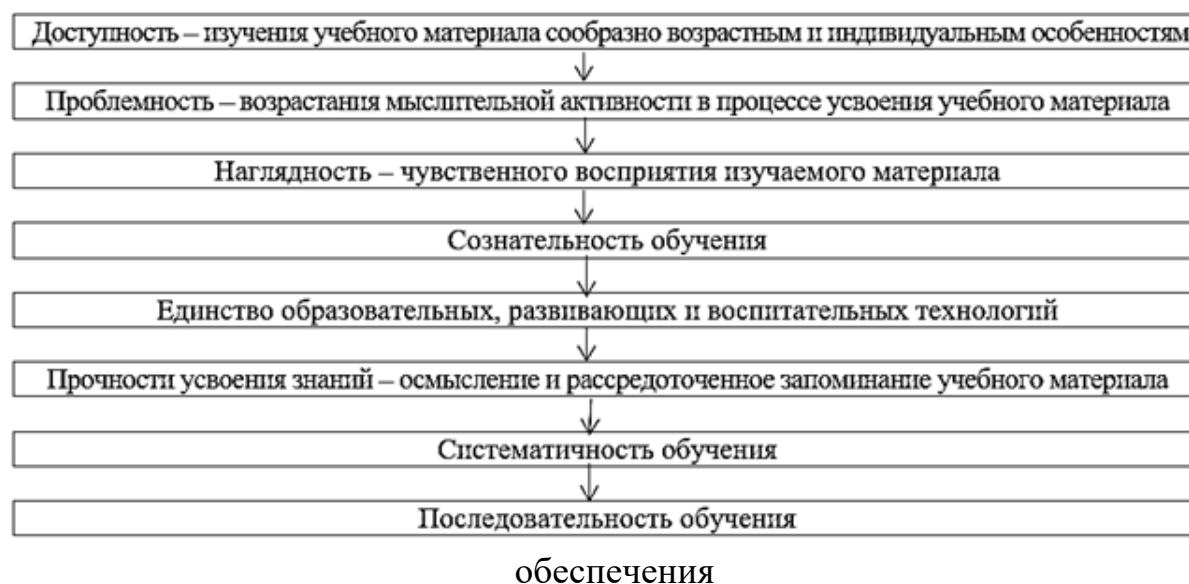 Доступность – изучения учебного материала сообразно возрастным и индивидуальным особенностям
Проблемность – возрастания мыслительной активности в процессе усвоения учебного материала
Наглядность – чувственного восприятия изучаемого материала
Сознательность обучения
Единство образовательных, развивающих и воспитательных технологий
Прочности усвоения знаний – осмысление и рассредоточенное запоминание учебного материала
Систематичность обучения
Последовательность обучения
обеспечения